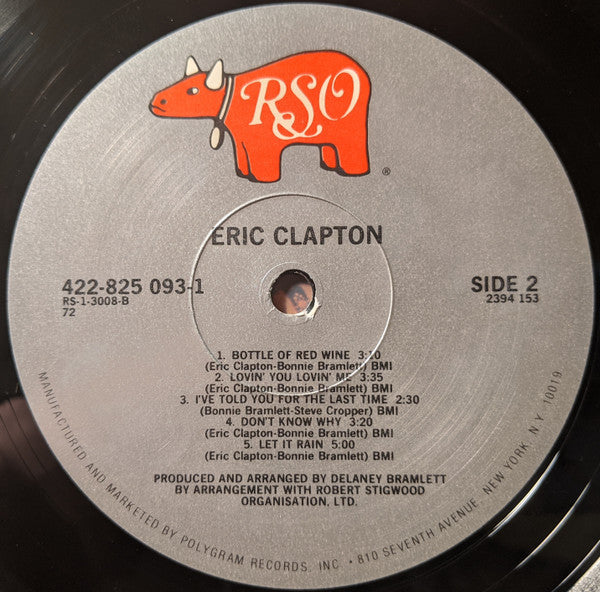 RSO
®
ERIC CLAPTON
422-825 093-1
RS-1-3008-B
72
SIDE 2
2394 153
1. BOTTLE OF RED WINE 3:10
(Eric Clapton-Bonnie Bramlett) BMI
2. LOVIN' YOU LOVIN' ME 3:35
(Eric Clapton-Bonnie Bramlett) BMI
3. I'VE TOLD YOU FOR THE LAST TIME 2:30
(Bonnie Bramlett-Steve Cropper) BMI
4. DON'T KNOW WHY 3:20
(Eric Clapton-Bonnie Bramlett) BMI
5. LET IT RAIN 5:00
(Eric Clapton-Bonnie Bramlett) BMI
PRODUCED AND ARRANGED BY DELANEY BRAMLETT
BY ARRANGEMENT WITH ROBERT STIGWOOD
ORGANISATION, LTD.
MANUFACTURED AND MARKETED BY POLYGRAM RECORDS, INC • 810 SEVENTH AVENUE, NEW YORK, N.Y. 10019